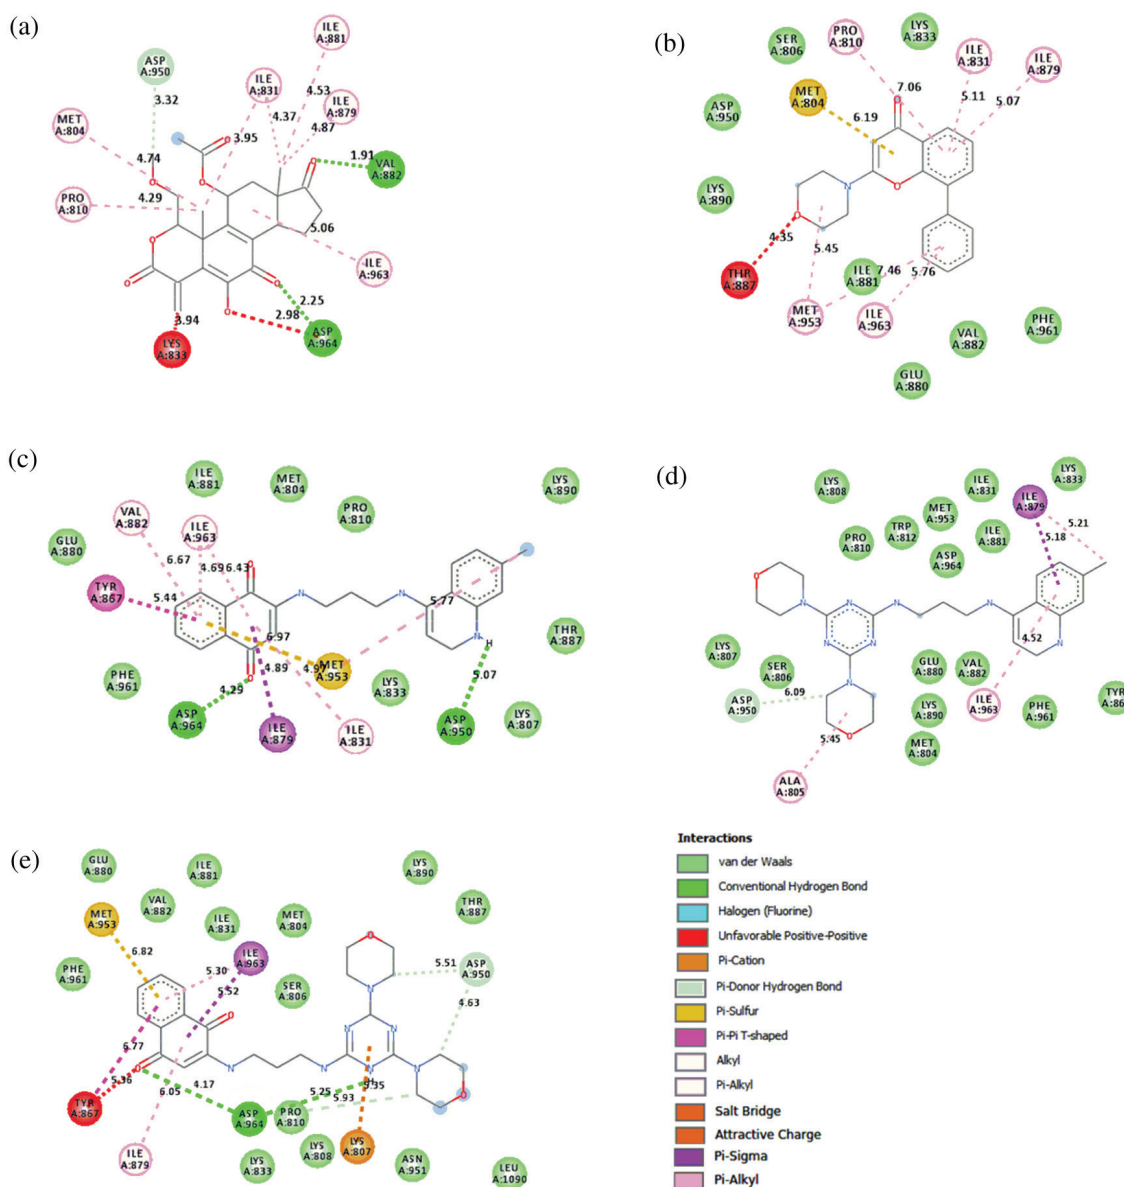 (a)
ILE
A:881
ASP
A:950
ILE
A:831
3.32
4.53
4.37
ILE
A:879
4.87
MET
A:804
3.95
1.91
VAL
A:882
4.74
O
O
O
O
PRO
A:810
4.29
5.06
ILE
A:963
O
O
O
O
2.25
3.94
2.98
LYS
A:833
ASP
A:964
(b)
SER
A:806
PRO
A:810
LYS
A:833
ILE
A:831
ILE
A:879
MET
A:804
7.06
5.11
5.07
ASP
A:950
6.19
O
LYS
A:890
N
O
O
4.35
THR
A:887
5.45
ILE
A:881
7.46
5.76
MET
A:953
ILE
A:963
VAL
A:882
PHE
A:961
GLU
A:880
(c)
ILE
A:881
MET
A:804
LYS
A:890
VAL
A:882
ILE
A:963
PRO
A:810
GLU
A:880
6.67
4.69
6.43
TYR
A:867
5.44
O
N
N
5.77
6.97
N
H
THR
A:887
4.89
4.97
MET
A:953
PHE
A:961
O
4.29
LYS
A:833
5.07
ASP
A:964
ILE
A:879
ILE
A:831
ASP
A:950
LYS
A:807
(d)
LYS
A:808
ILE
A:831
ILE
A:879
LYS
A:833
PRO
A:810
TRP
A:812
MET
A:953
ILE
A:881
5.21
5.18
ASP
A:964
O
N
N
N
N
N
N
N
N
4.52
LYS
A:807
SER
A:806
GLU
A:880
VAL
A:882
ASP
A:950
6.09
O
5.45
LYS
A:890
ILE
A:963
PHE
A:961
TYR
A:86
MET
A:804
ALA
A:805
(e)
GLU
A:880
ILE
A:881
LYS
A:890
MET
A:953
VAL
A:882
ILE
A:831
MET
A:804
THR
A:887
6.82
ILE
A:963
O
5.51
ASP
A:950
PHE
A:961
5.30
5.52
SER
A:806
4.63
N
O
N
N
6.77
O
5.36
N
N
N
N
6.05
4.17
5.25
5.93
O
TYR
A:867
ASP
A:964
PRO
A:810
ILE
A:879
LYS
A:833
LYS
A:808
LYS
A:807
ASN
A:951
LEU
A:1090
Interactions
van der Waals
Conventional Hydrogen Bond
Halogen (Fluorine)
Unfavorable Positive-Positive
Pi-Cation
Pi-Donor Hydrogen Bond
Pi-Sulfur
Pi-Pi T-shaped
Alkyl
Pi-Alkyl
Salt Bridge
Attractive Charge
Pi-Sigma
Pi-Alkyl